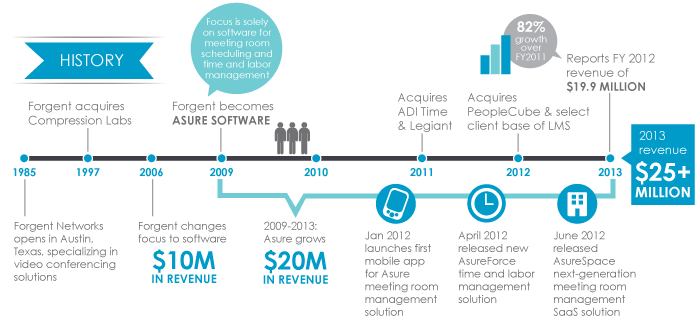 HISTORY
Focus is solely
on software for
meeting room
scheduling and
time and labor
management
82%
growth
over
FY2011
Reports FY 2012
revenue of
$19.9 MILLION
Forgent acquires
Compression Labs
Forgent becomes
ASURE SOFTWARE
Acquires
ADI Time
& Legiant
Acquires
PeopleCube & select
client base of LMS
2013
revenue
$25+
MILLION
1985
1997
2006
2009
2010
2011
2012
2013
Forgent Networks
opens in Austin,
Texas, specializing in
video conferencing
solutions
Forgent changes
focus to software
$10M
IN REVENUE
2009-2013:
Asure grows
$20M
IN REVENUE
Jan 2012
launches first
mobile app
for Asure
meeting room
management
solution
April 2012
released new
AsureForce
time and labor
management
solution
June 2012
released
AsureSpace
next-generation
meeting room
management
SaaS solution